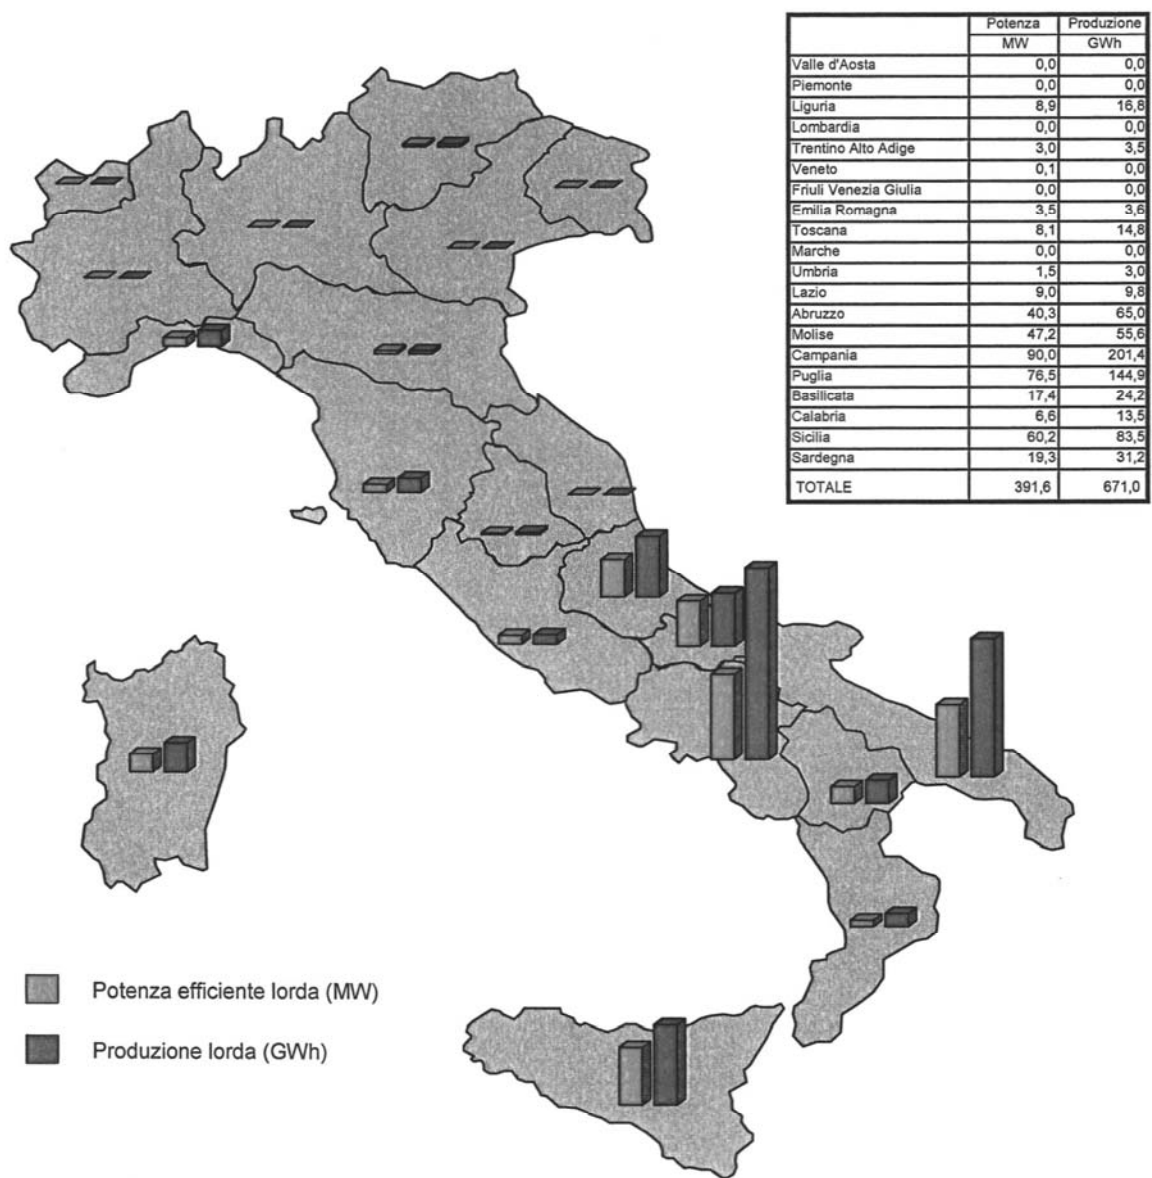 Potenza Produzione
MW GWh
Valle d'Aosta 0,0 0,0
Piemonte 0,0 0,0
Liguria 8,9 16,8
Lombardia 0,0 0,0
Trentino Alto Adige 3,0 3,5
Veneto 0,1 0,0
Friuli Venezia Giulia 0,0 0,0
Emilia Romagna 3,5 3,6
Toscana 8,1 14,8
Marche 0,0 0,0
Umbria 1,5 3,0
Lazio 9,0 9,8
Abruzzo 40,3 65,0
Molise 47,2 55,6
Campania 90,0 201,4
Puglia 76,5 144,9
Basilicata 17,4 24,2
Calabria 6,6 13,5
Sicilia 60,2 83,5
Sardegna 19,3 31,2
TOTALE 391,6 671,0
Potenza efficiente lorda (MW)
Produzione lorda (GWh)